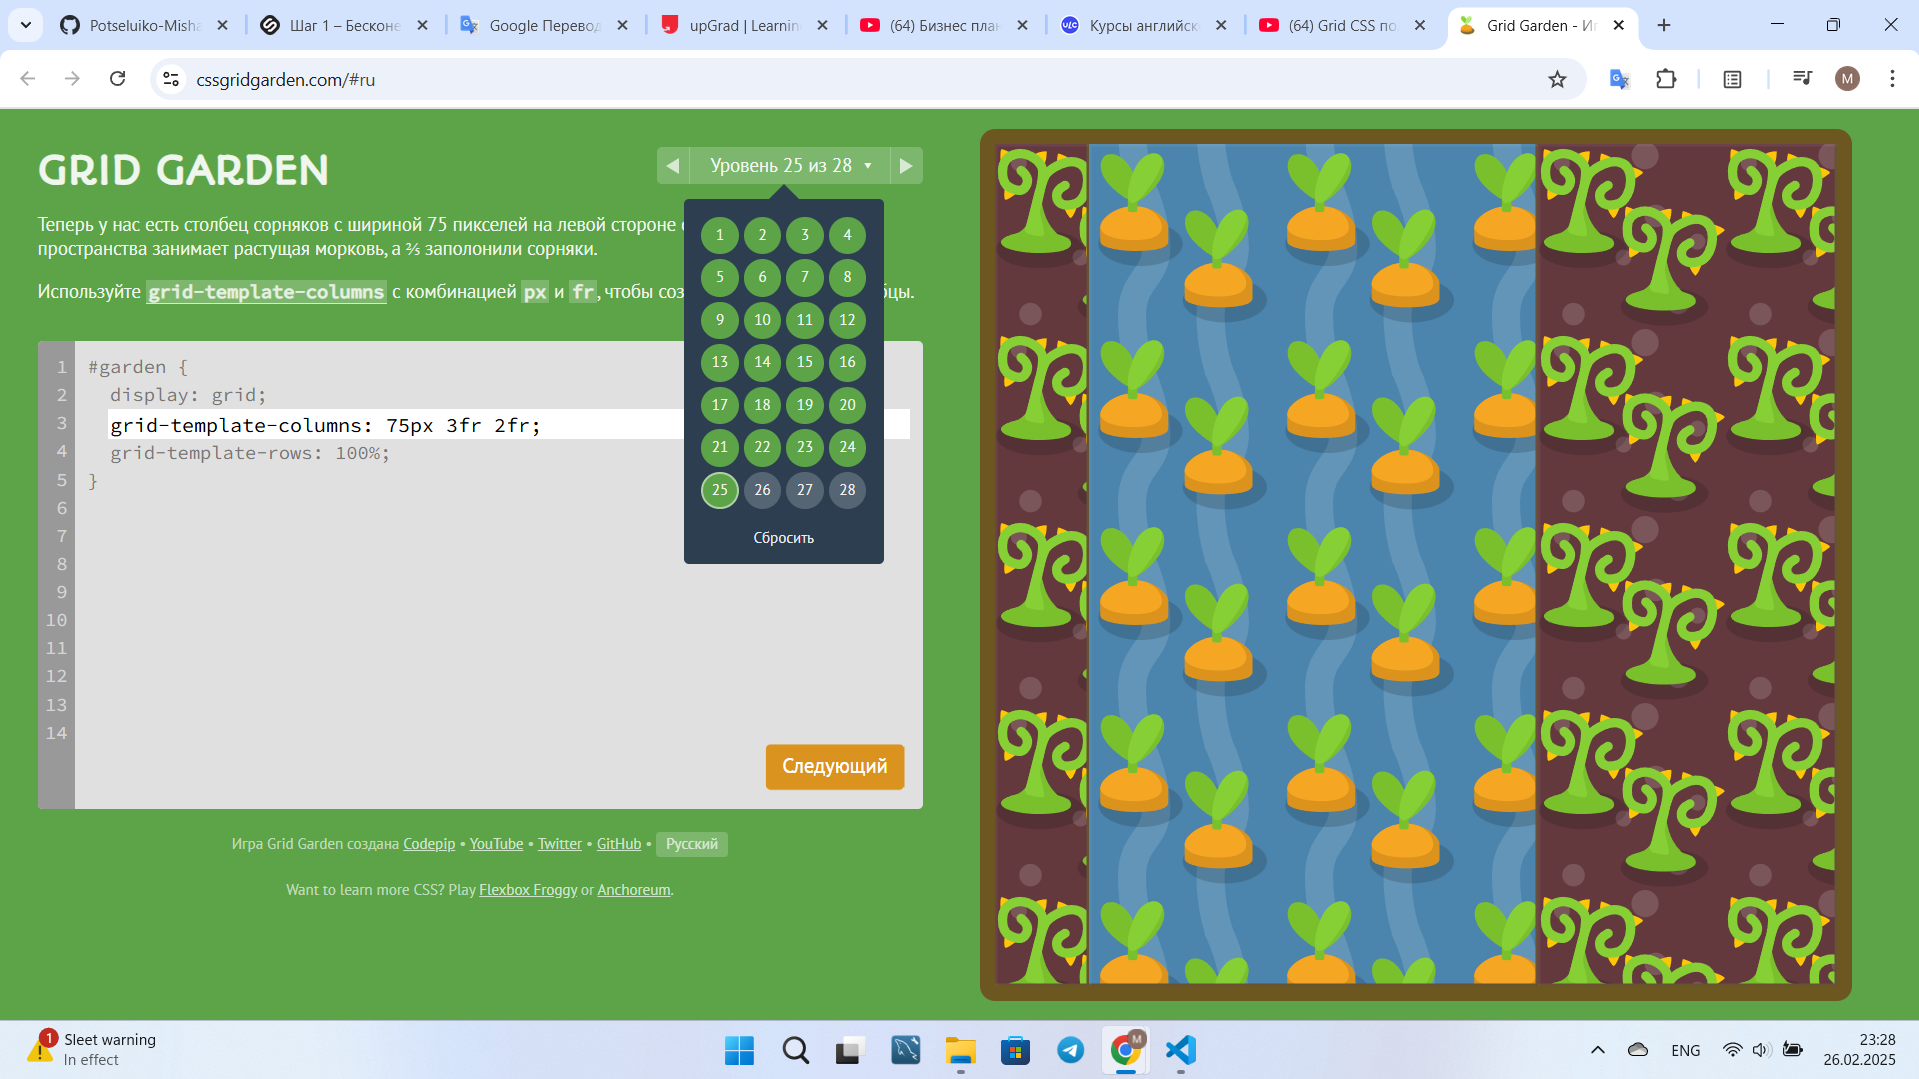 Potseluiko-Misha
Шаг 1 – Бесконе
Google Перевод
upGrad | Learnin
(64) Бизнес план
Курсы английск
(64) Grid CSS по
Grid Garden - Иг
cssgridgarden.com/#ru
M
GRID GARDEN
Уровень 25 из 28
Теперь у нас есть столбец сорняков с шириной 75 пикселей на левой стороне
пространства занимает растущая морковь, а ⅖ заполонили сорняки.
Используйте grid-template-columns с комбинацией px и fr, чтобы соз бцы.
1 2 3 4
5 6 7 8
9 10 11 12
13 14 15 16
17 18 19 20
21 22 23 24
25 26 27 28
Сбросить
1 #garden {
2 display: grid;
3 grid-template-columns: 75px 3fr 2fr;
4 grid-template-rows: 100%;
5 }
6
7
8
9
10
11
12
13
14
Следующий
Игра Grid Garden создана Codepip • YouTube • Twitter • GitHub • Русский
Want to learn more CSS? Play Flexbox Froggy or Anchoreum.
1
Sleet warning
In effect
M
ENG
23:28
26.02.2025